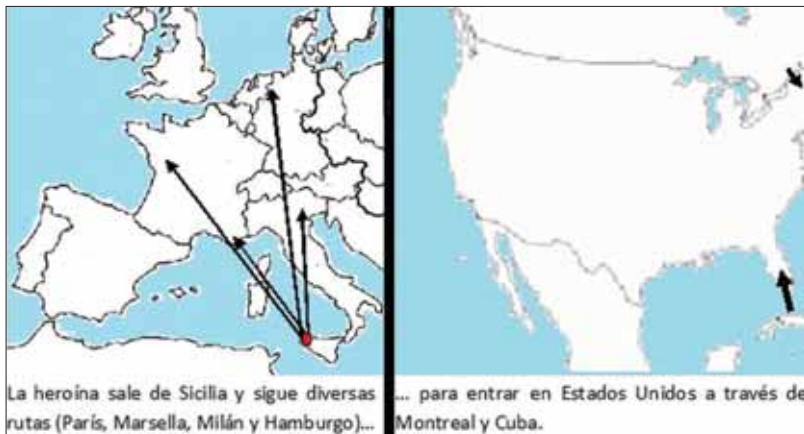 La heroína sale de Sicilia y sigue diversas
rutas (París, Marsella, Milán y Hamburgo)...
... para entrar en Estados Unidos a través de
Montreal y Cuba.